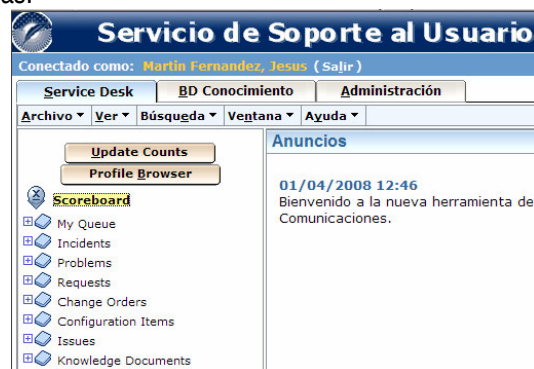 as.
Servicio de Soporte al Usuario
Conectado como: Martin Fernandez, Jesus ( Salir )
Service Desk BD Conocimiento Administración
Archivo Ver Búsqueda Ventana Ayuda
Update Counts
Profile Browser
Scoreboard
My Queue
Incidents
Problems
Requests
Change Orders
Configuration Items
Issues
Knowledge Documents
Anuncios
01/04/2008 12:46
Bienvenido a la nueva herramienta de
Comunicaciones.